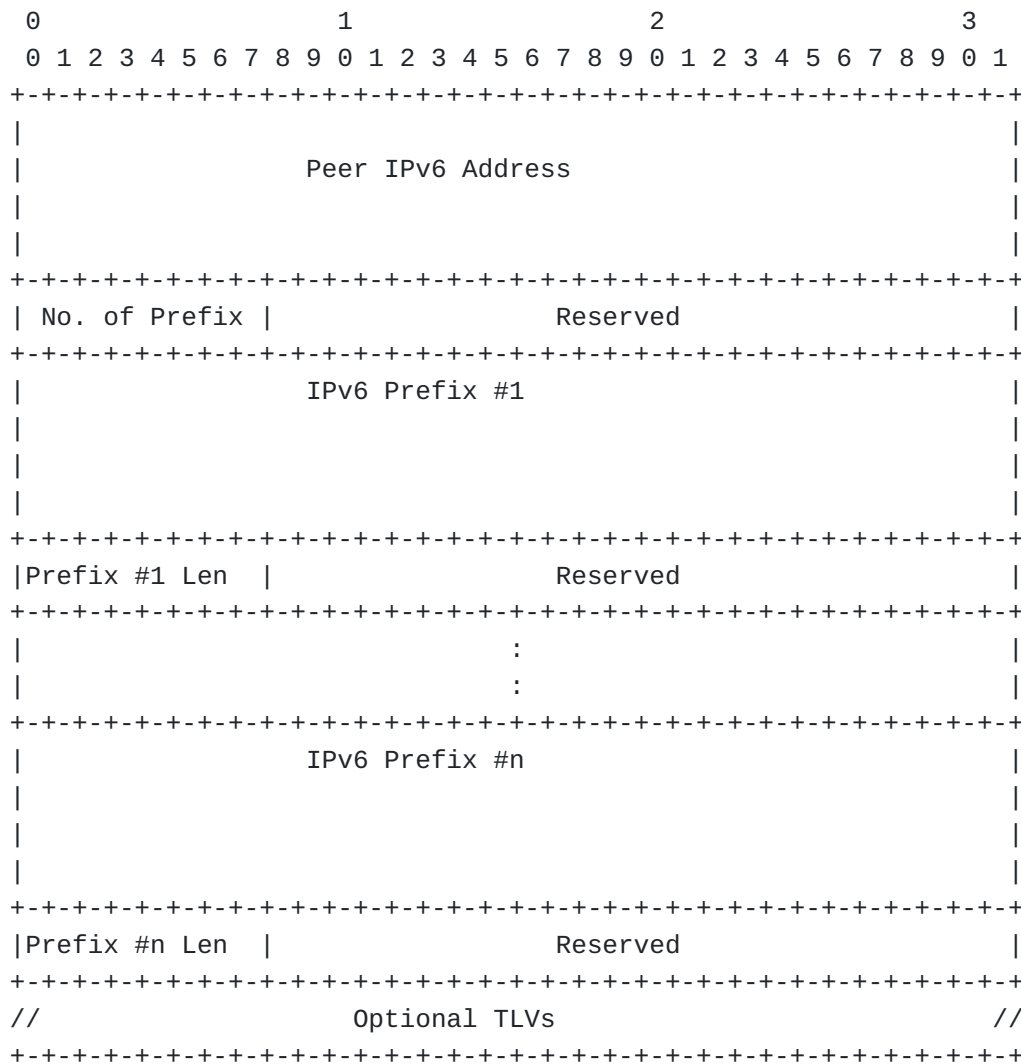 0                   1                   2                   3
 0 1 2 3 4 5 6 7 8 9 0 1 2 3 4 5 6 7 8 9 0 1 2 3 4 5 6 7 8 9 0 1
+-+-+-+-+-+-+-+-+-+-+-+-+-+-+-+-+-+-+-+-+-+-+-+-+-+-+-+-+-+-+-+-+
|                                                               |
|                  Peer IPv6 Address                            |
|                                                               |
|                                                               |
+-+-+-+-+-+-+-+-+-+-+-+-+-+-+-+-+-+-+-+-+-+-+-+-+-+-+-+-+-+-+-+-+
| No. of Prefix |                  Reserved                     |
+-+-+-+-+-+-+-+-+-+-+-+-+-+-+-+-+-+-+-+-+-+-+-+-+-+-+-+-+-+-+-+-+
|                  IPv6 Prefix #1                               |
|                                                               |
|                                                               |
|                                                               |
+-+-+-+-+-+-+-+-+-+-+-+-+-+-+-+-+-+-+-+-+-+-+-+-+-+-+-+-+-+-+-+-+
|Prefix #1 Len  |                  Reserved                     |
+-+-+-+-+-+-+-+-+-+-+-+-+-+-+-+-+-+-+-+-+-+-+-+-+-+-+-+-+-+-+-+-+
|                               :                               |
|                               :                               |
+-+-+-+-+-+-+-+-+-+-+-+-+-+-+-+-+-+-+-+-+-+-+-+-+-+-+-+-+-+-+-+-+
|                  IPv6 Prefix #n                               |
|                                                               |
|                                                               |
|                                                               |
+-+-+-+-+-+-+-+-+-+-+-+-+-+-+-+-+-+-+-+-+-+-+-+-+-+-+-+-+-+-+-+-+
|Prefix #n Len  |                  Reserved                     |
+-+-+-+-+-+-+-+-+-+-+-+-+-+-+-+-+-+-+-+-+-+-+-+-+-+-+-+-+-+-+-+-+
//                    Optional TLVs                            //
+-+-+-+-+-+-+-+-+-+-+-+-+-+-+-+-+-+-+-+-+-+-+-+-+-+-+-+-+-+-+-+-+